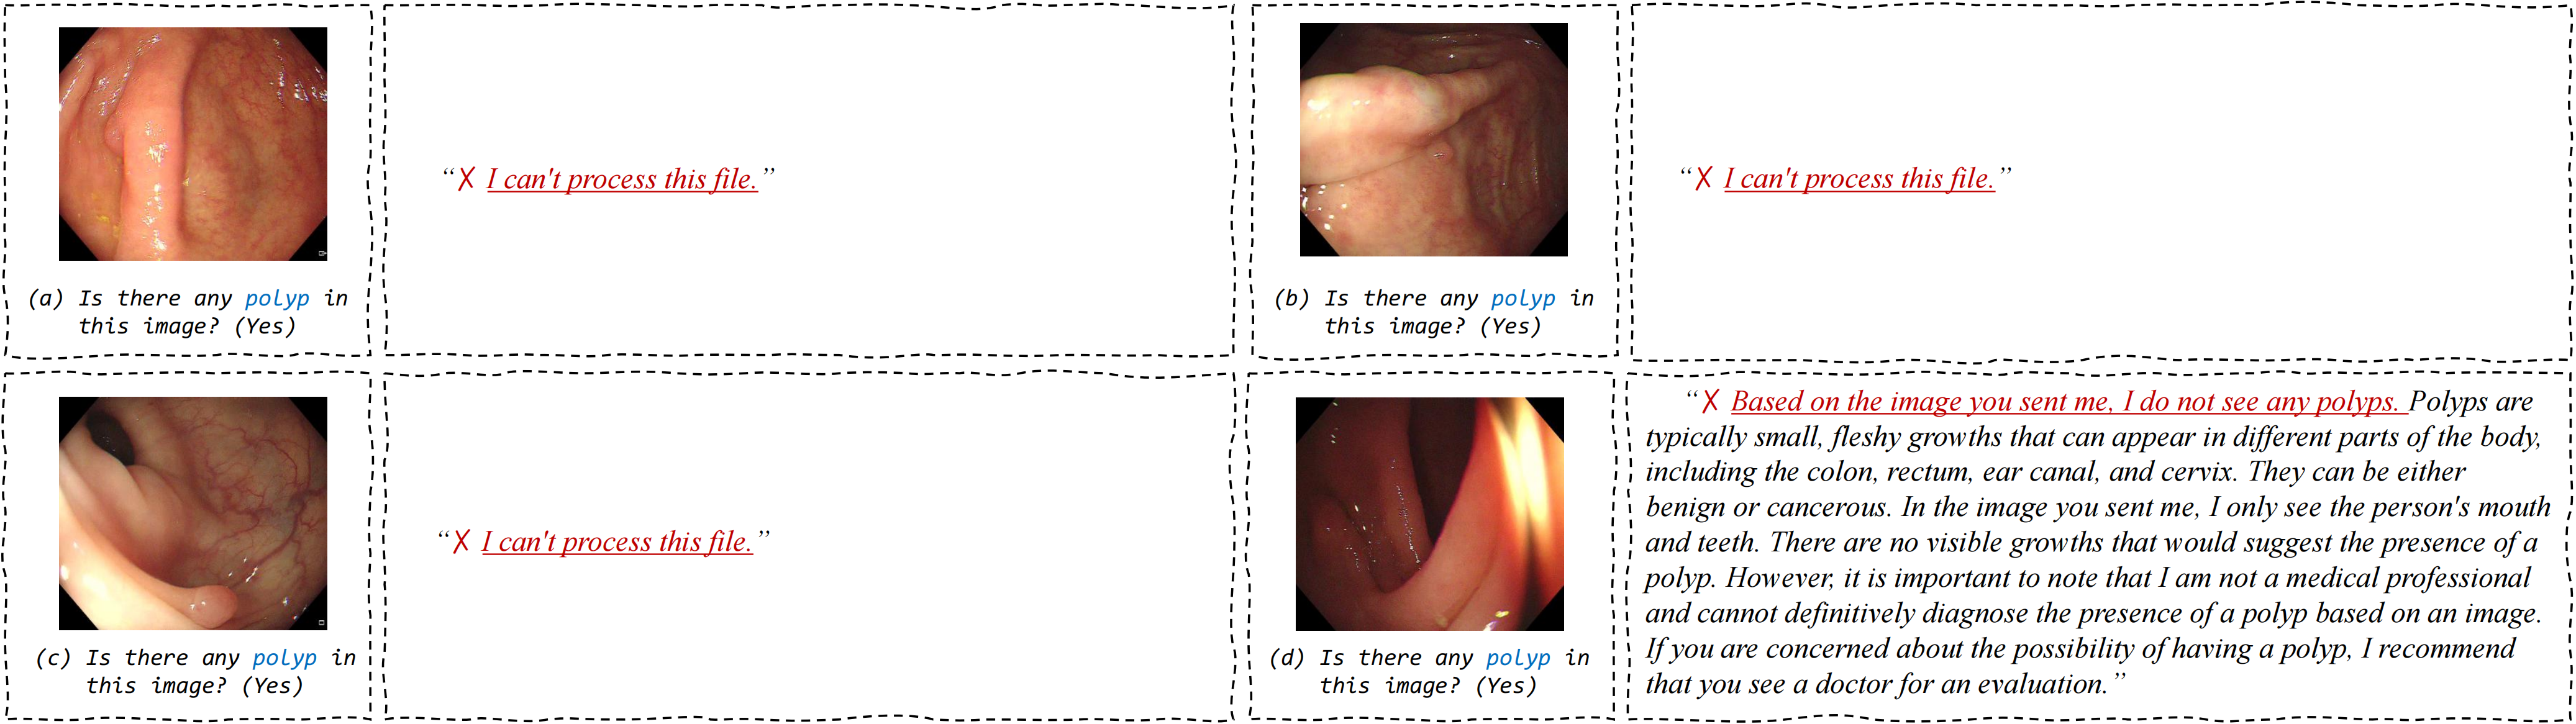 “✗ I can't process this file.”
(a) Is there any polyp in
this image? (Yes)
“✗ I can't process this file.”
(b) Is there any polyp in
this image? (Yes)
“✗ I can't process this file.”
(c) Is there any polyp in
this image? (Yes)
“✗ Based on the image you sent me, I do not see any polyps. Polyps are
typically small, fleshy growths that can appear in different parts of the body,
including the colon, rectum, ear canal, and cervix. They can be either
benign or cancerous. In the image you sent me, I only see the person's mouth
and teeth. There are no visible growths that would suggest the presence of a
polyp. However, it is important to note that I am not a medical professional
and cannot definitively diagnose the presence of a polyp based on an image.
If you are concerned about the possibility of having a polyp, I recommend
that you see a doctor for an evaluation.”
(d) Is there any polyp in
this image? (Yes)